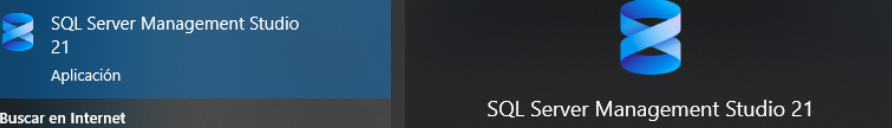 SQL Server Management Studio
21
Aplicación
Buscar en Internet
SQL Server Management Studio 21